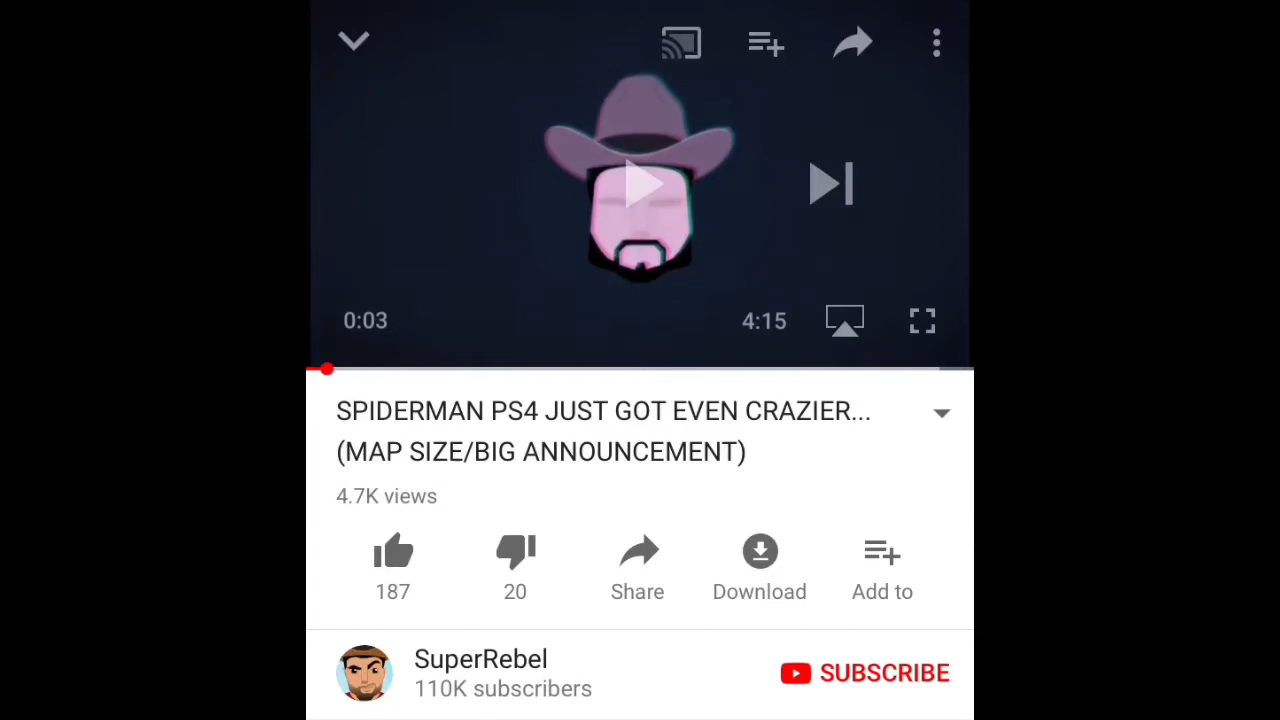 0:03
4:15
SPIDERMAN PS4 JUST GOT EVEN CRAZIER...
(MAP SIZE/BIG ANNOUNCEMENT)
4.7K views
187
20
Share
Download
Add to
SuperRebel
SUBSCRIBE
110K subscribers